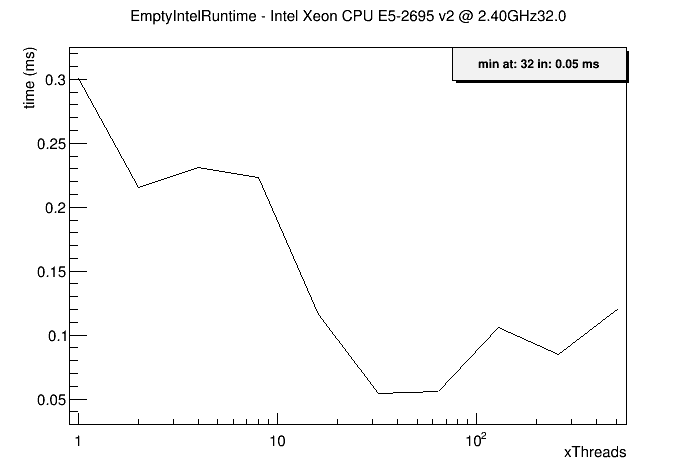 EmptyIntelRuntime - Intel Xeon CPU E5-2695 v2 @ 2.40GHz32.0
min at: 32 in: 0.05 ms
time (ms)
0.3
0.25
0.2
0.15
0.1
0.05
1 10 10²
xThreads